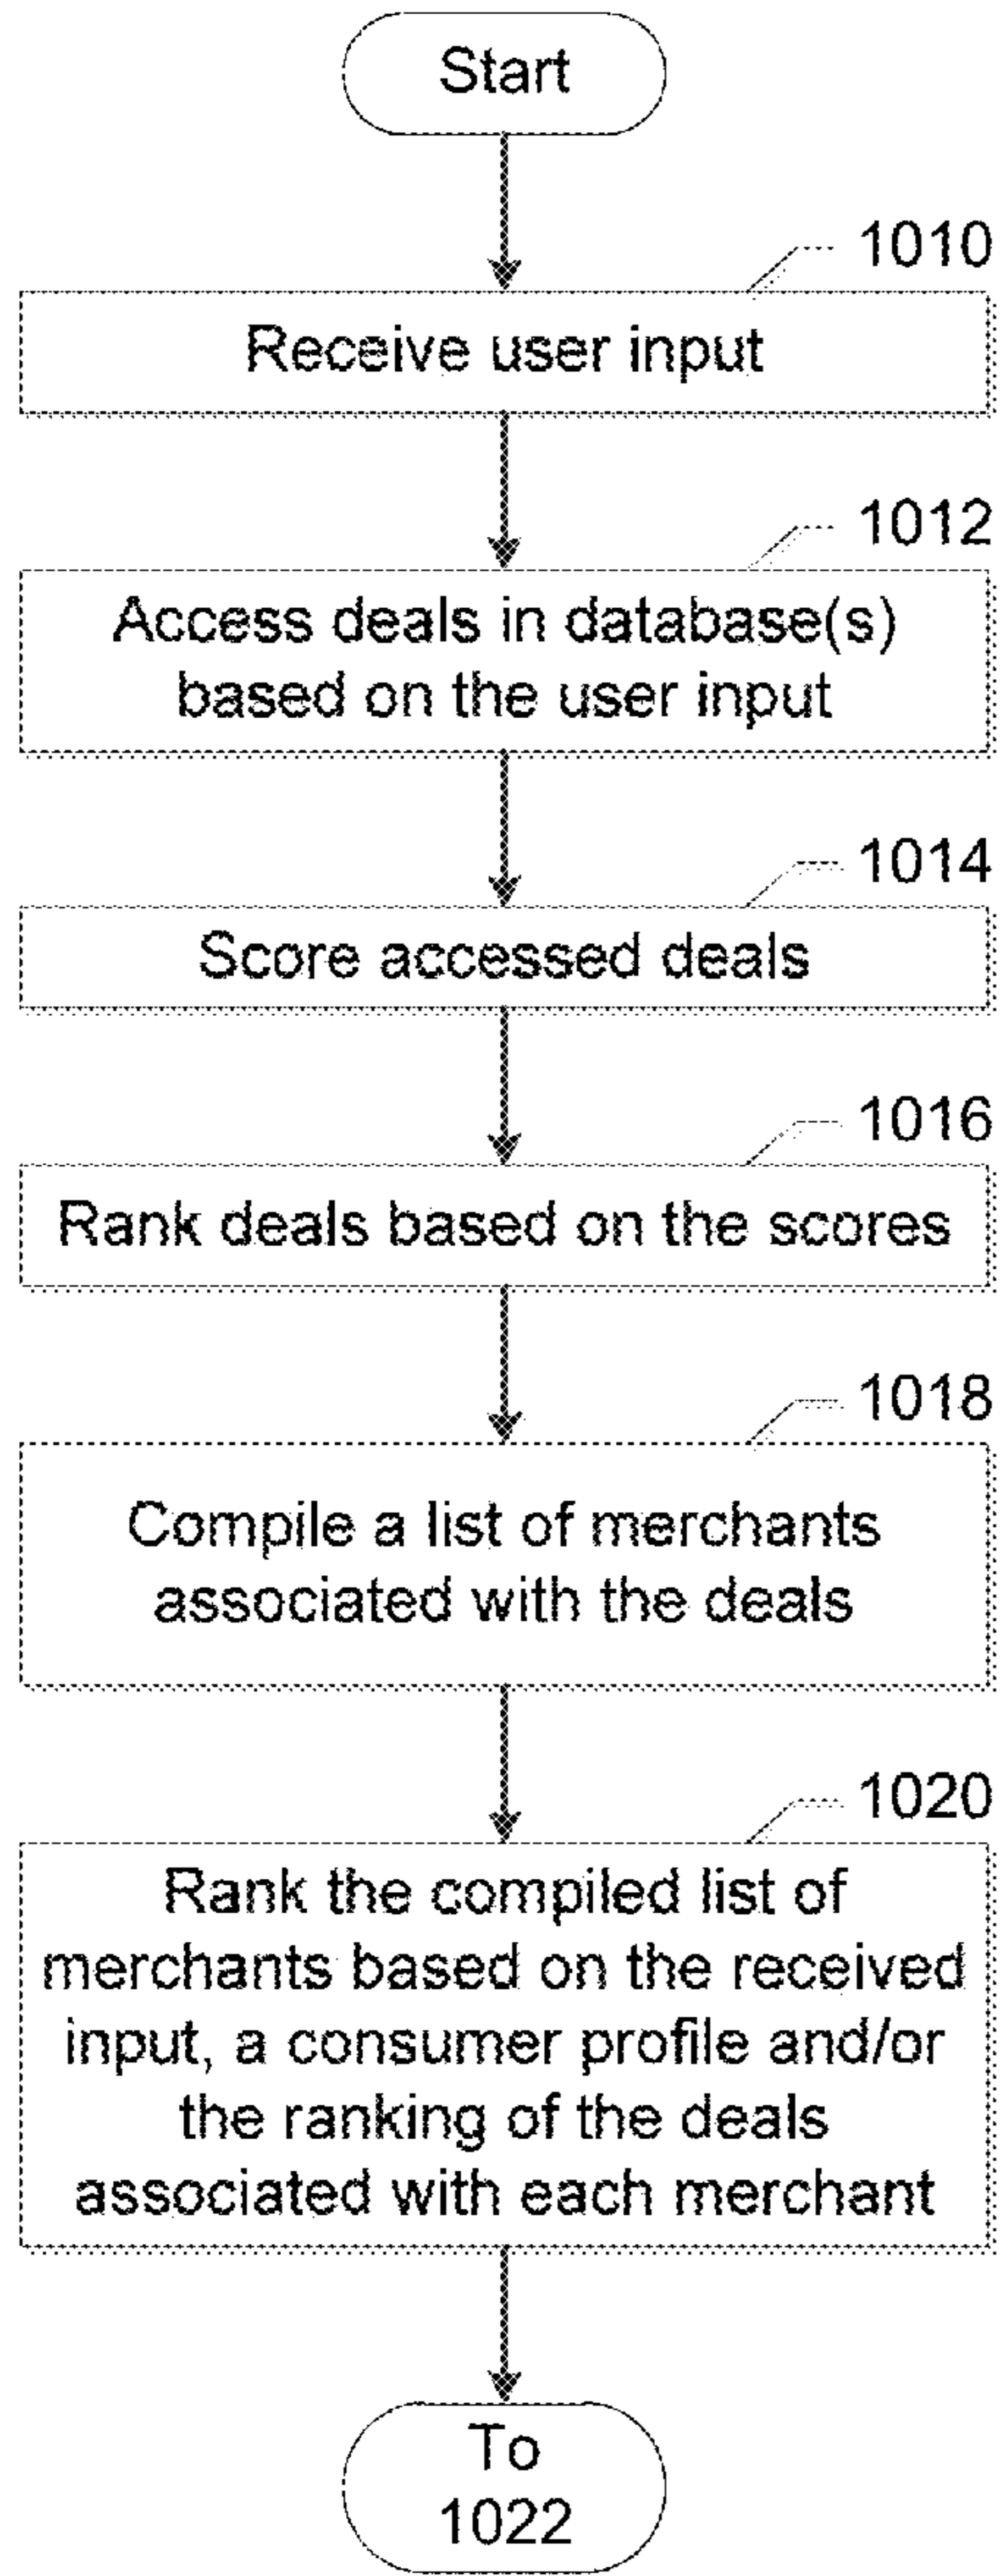 Start
1010
Receive user input
1012
Access deals in database(s)
based on the user input
1014
Score accessed deals
1016
Rank deals based on the scores
1018
Compile a list of merchants
associated with the deals
1020
Rank the compiled list of
merchants based on the received
input, a consumer profile and/or
the ranking of the deals
associated with each merchant
To
1022